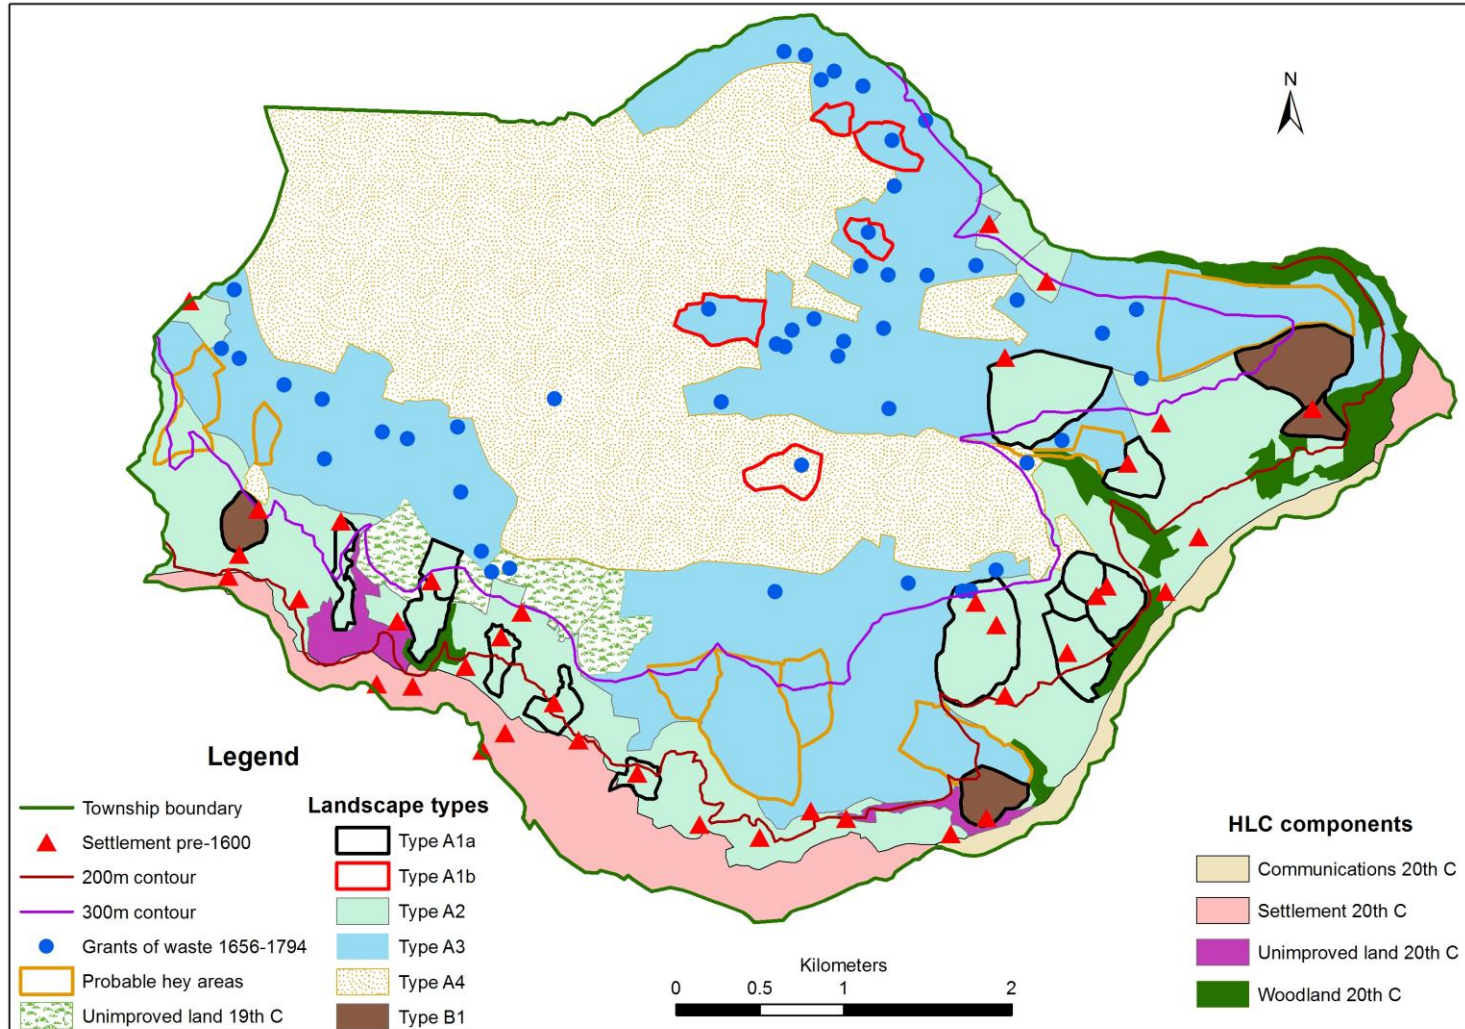 N
Legend
Township boundary
Settlement pre-1600
200m contour
300m contour
Grants of waste 1656-1794
Probable hey areas
Unimproved land 19th C
Landscape types
Type A1a
Type A1b
Type A2
Type A3
Type A4
Type B1
Kilometers
0 0.5 1 2
HLC components
Communications 20th C
Settlement 20th C
Unimproved land 20th C
Woodland 20th C